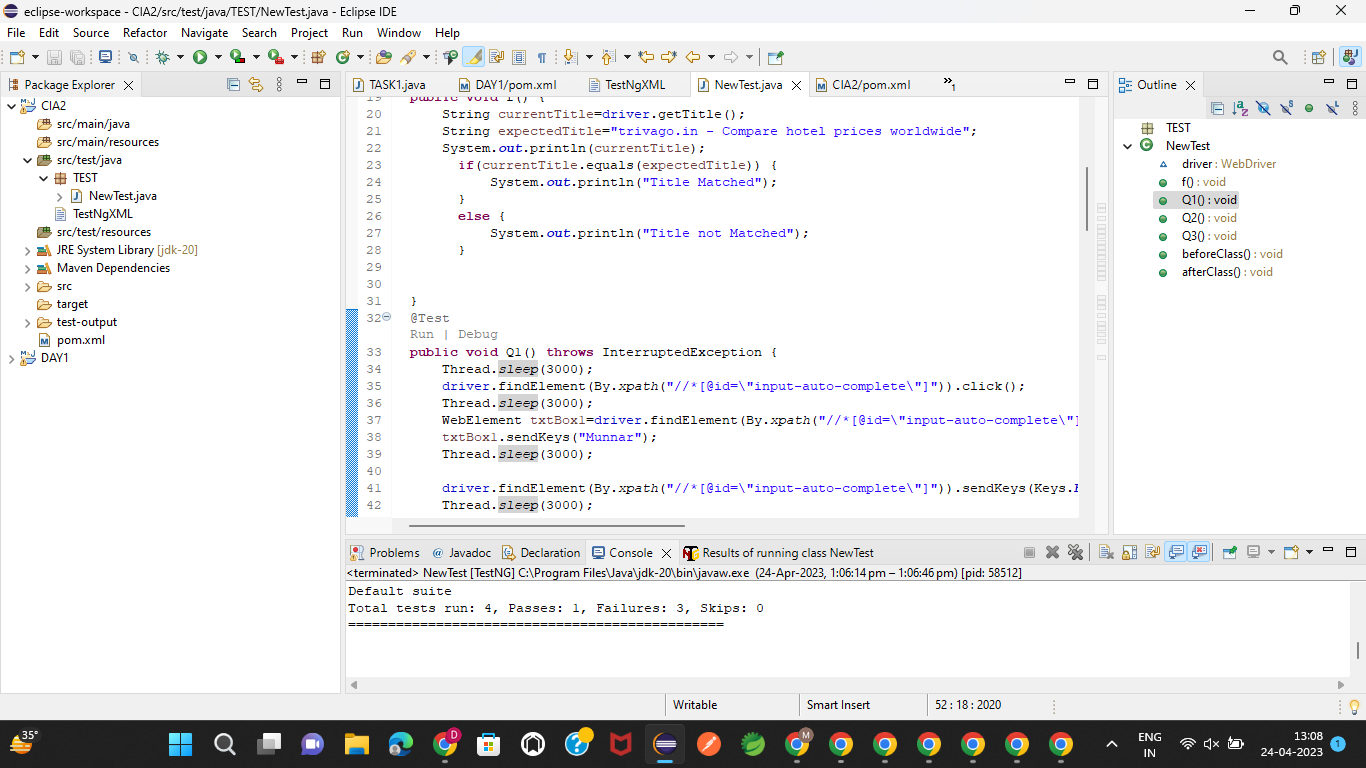 eclipse-workspace - CIA2/src/test/java/TEST/NewTest.java - Eclipse IDE
File Edit Source Refactor Navigate Search Project Run Window Help
Package Explorer
CIA2
src/main/java
src/main/resources
src/test/java
TEST
NewTest.java
TestNgXML
src/test/resources
JRE System Library [jdk-20]
Maven Dependencies
src
target
test-output
pom.xml
DAY1
TASK1.java DAY1/pom.xml TestNgXML NewTest.java CIA2/pom.xml »1
19 public void f() {
20 String currentTitle=driver.getTitle();
21 String expectedTitle="trivago.in - Compare hotel prices worldwide";
22 System.out.println(currentTitle);
23 if(currentTitle.equals(expectedTitle)) {
24 System.out.println("Title Matched");
25 }
26 else {
27 System.out.println("Title not Matched");
28 }
29
30
31 }
32 @Test
Run | Debug
33 public void Q1() throws InterruptedException {
34 Thread.sleep(3000);
35 driver.findElement(By.xpath("//*[@id=\"input-auto-complete\"]")).click();
36 Thread.sleep(3000);
37 WebElement txtBox1=driver.findElement(By.xpath("//*[@id=\"input-auto-complete\"]
38 txtBox1.sendKeys("Munnar");
39 Thread.sleep(3000);
40
41 driver.findElement(By.xpath("//*[@id=\"input-auto-complete\"]")).sendKeys(Keys.
42 Thread.sleep(3000);
Outline
TEST
NewTest
driver : WebDriver
f() : void
Q1() : void
Q2() : void
Q3() : void
beforeClass() : void
afterClass() : void
Problems @ Javadoc Declaration Console Results of running class NewTest
<terminated> NewTest [TestNG] C:\Program Files\Java\jdk-20\bin\javaw.exe (24-Apr-2023, 1:06:14 pm – 1:06:46 pm) [pid: 58512]
Default suite
Total tests run: 4, Passes: 1, Failures: 3, Skips: 0
===============================================
Writable Smart Insert 52 : 18 : 2020
35°
D
M
ENG
IN
13:08
24-04-2023
1